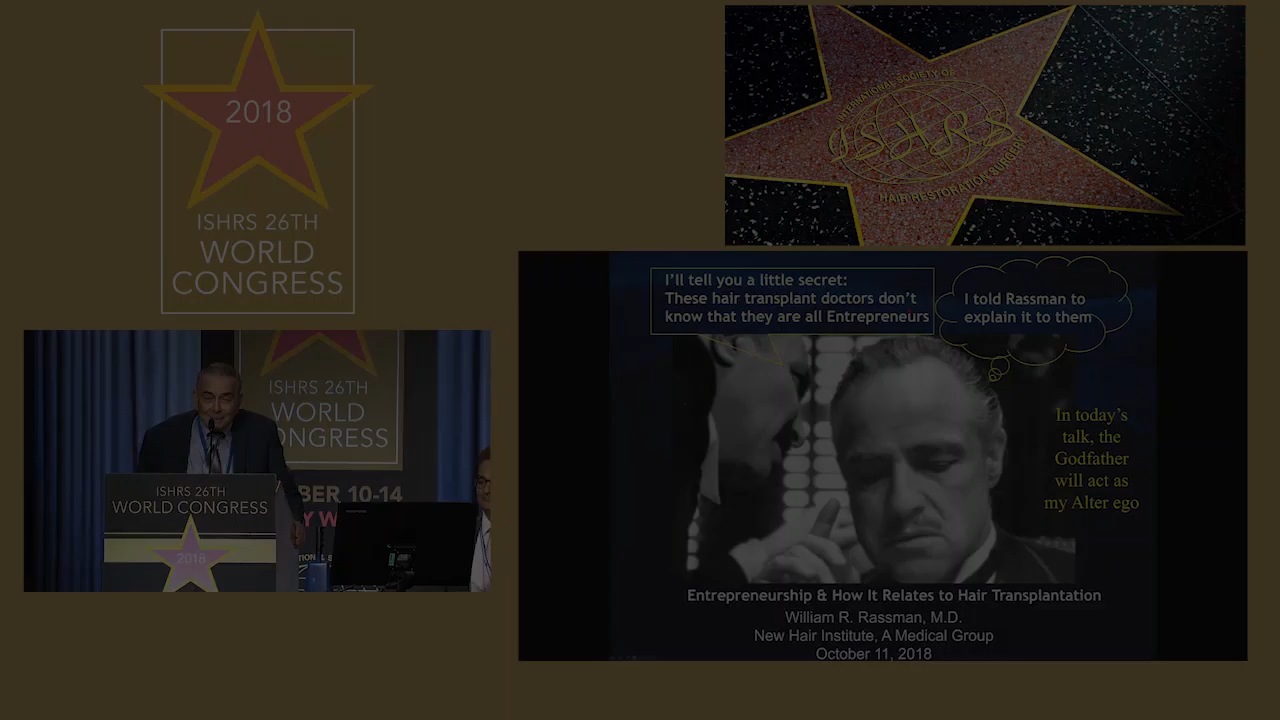 2018
ISHRS 26TH
WORLD
CONGRESS
INTERNATIONAL SOCIETY OF
ISHRS
HAIR RESTORATION SURGERY
I'll tell you a little secret:
These hair transplant doctors don't
know that they are all Entrepreneurs
I told Rassman to
explain it to them
In today's
talk, the
Godfather
will act as
my Alter ego
Entrepreneurship & How It Relates to Hair Transplantation
William R. Rassman, M.D.
New Hair Institute, A Medical Group
October 11, 2018
ISHRS 26TH
WORLD
ONGRESS
BER 10-14
Y W
ISHRS 26TH
WORLD CONGRESS
2018